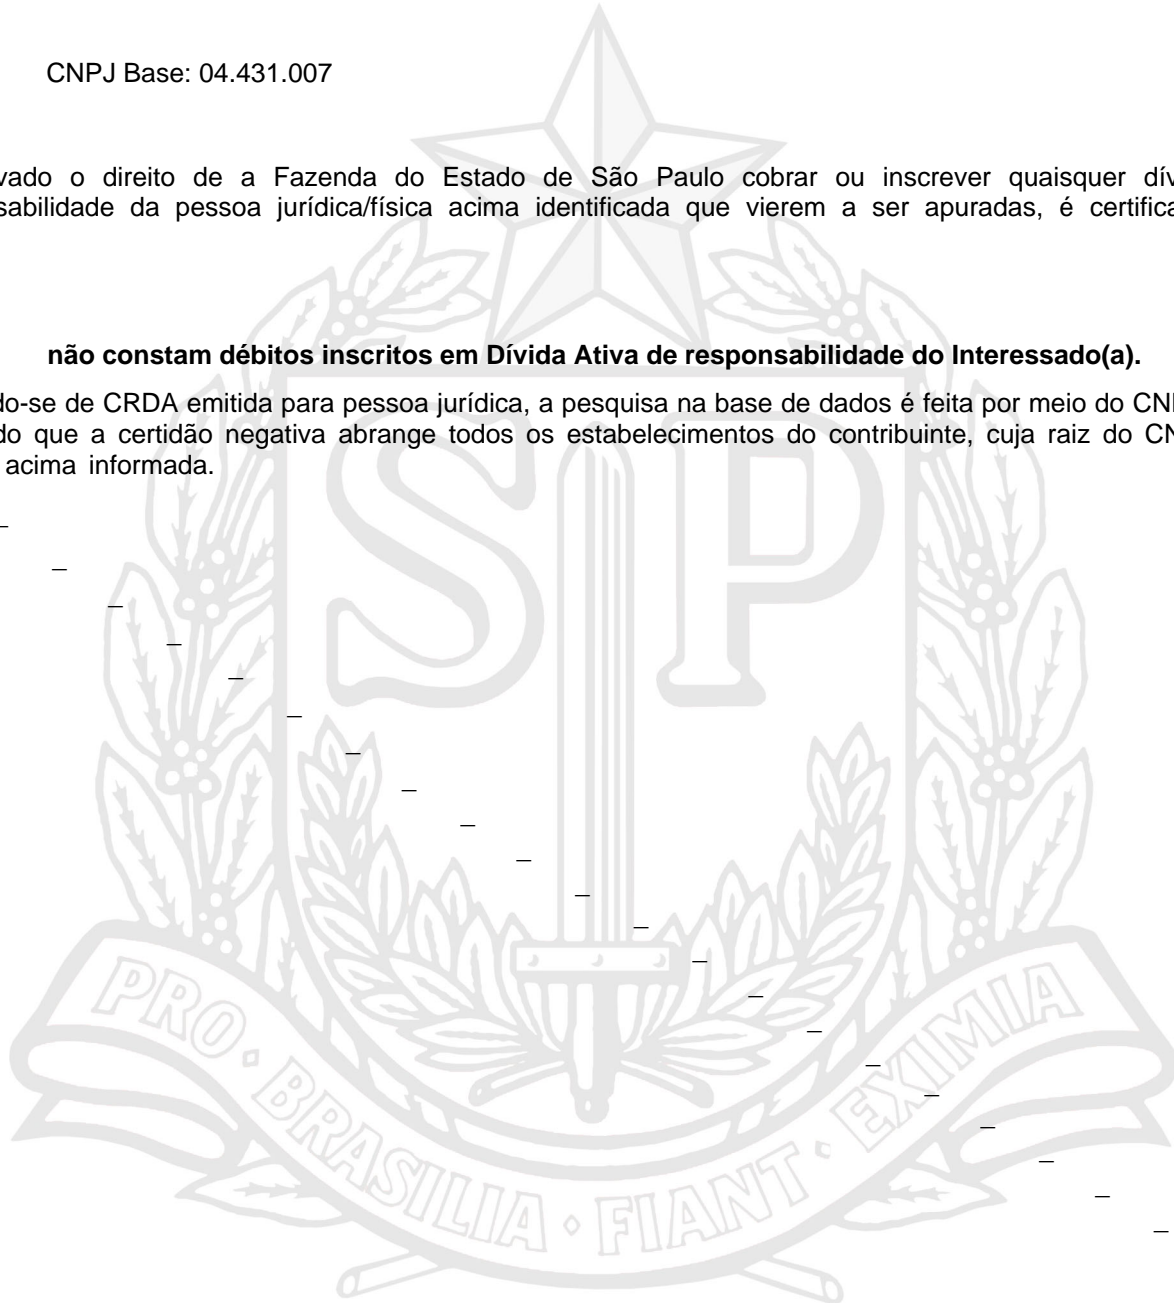 CNPJ Base: 04.431.007
vado o direito de a Fazenda do Estado de São Paulo cobrar ou inscrever quaisquer dív
sabilidade da pessoa jurídica/física acima identificada que vierem a ser apuradas, é certifica
não constam débitos inscritos em Dívida Ativa de responsabilidade do Interessado(a).
do-se de CRDA emitida para pessoa jurídica, a pesquisa na base de dados é feita por meio do CN
do que a certidão negativa abrange todos os estabelecimentos do contribuinte, cuja raiz do CN
acima informada.
SP
PRO · BRASILIA · FIANT · EXIMIA